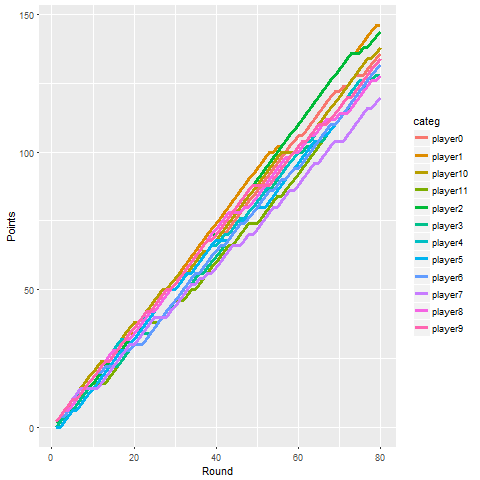 150
100
50
0
Points
0
20
40
60
80
Round
categ
player0
player1
player10
player11
player2
player3
player4
player5
player6
player7
player8
player9